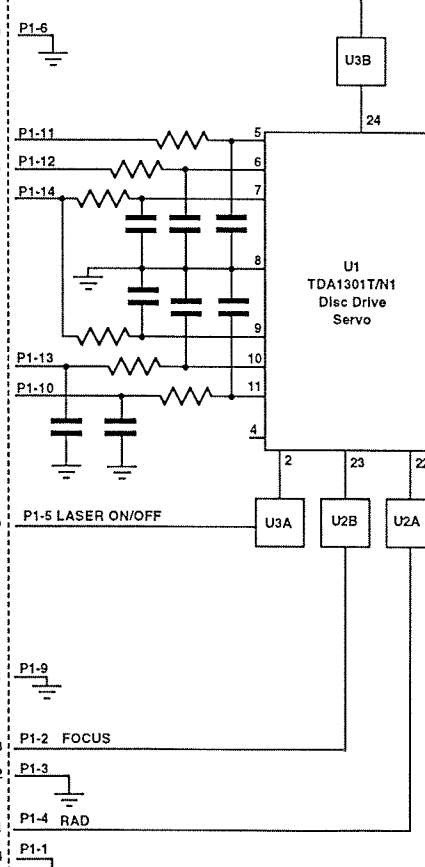 P1-6
U3B
24
P1-11
5
P1-12
6
P1-14
7
8
U1
TDA1301T/N1
Disc Drive
Servo
9
P1-13
10
P1-10
11
4
2
23
22
P1-5 LASER ON/OFF
U3A
U2B
U2A
P1-9
P1-2 FOCUS
P1-3
P1-4 RAD
P1-1